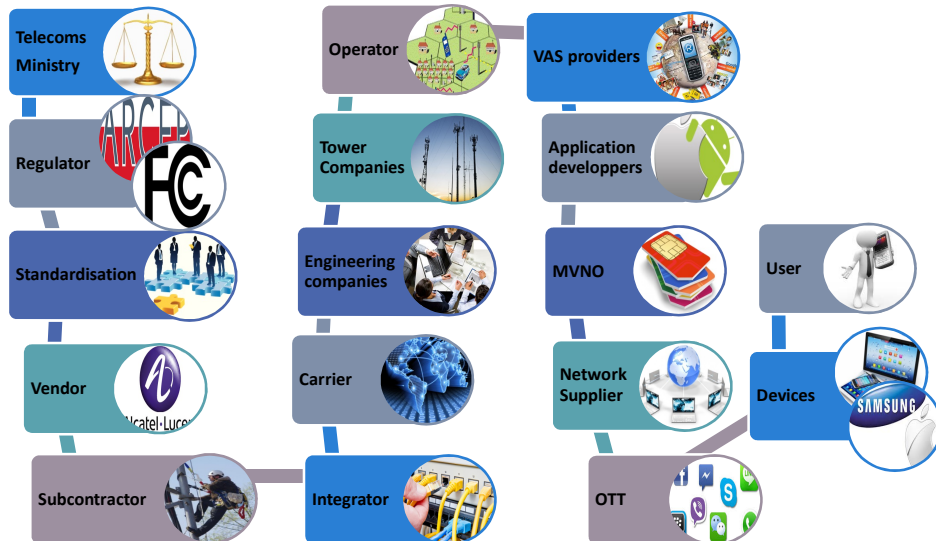 Telecoms
Ministry
ARCEP
Regulator
FCC
Standardisation
Vendor
Alcatel·Lucent
Subcontractor
Operator
Tower
Companies
Engineering
companies
Carrier
Integrator
VAS providers
Application
developpers
MVNO
Network
Supplier
OTT
User
Devices
SAMSUNG